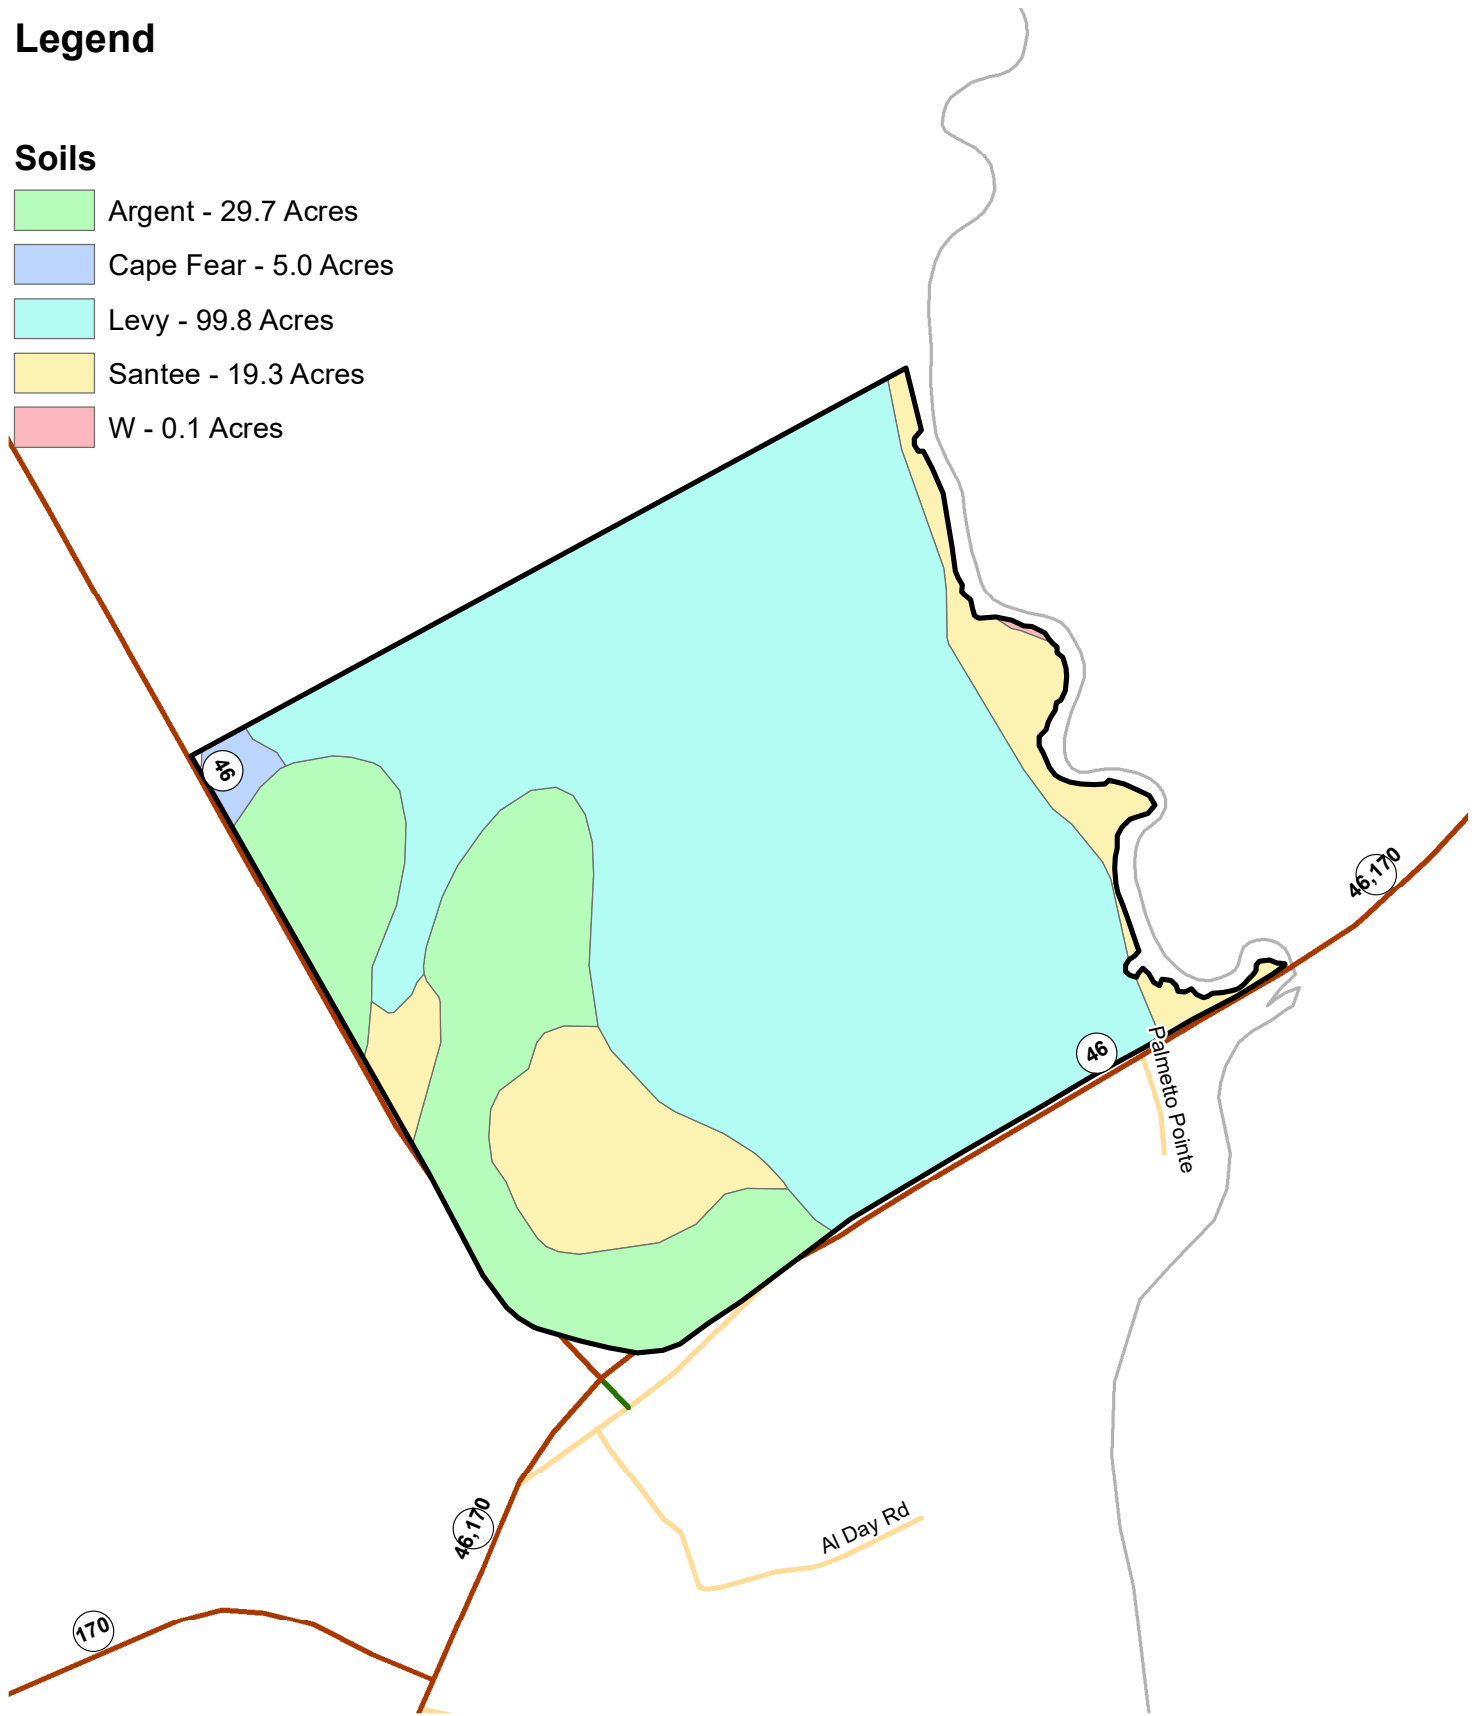 Legend
Soils
Argent - 29.7 Acres
Cape Fear - 5.0 Acres
Levy - 99.8 Acres
Santee - 19.3 Acres
W - 0.1 Acres
46
46,170
46
Palmetto Pointe
46,170
Al Day Rd
170